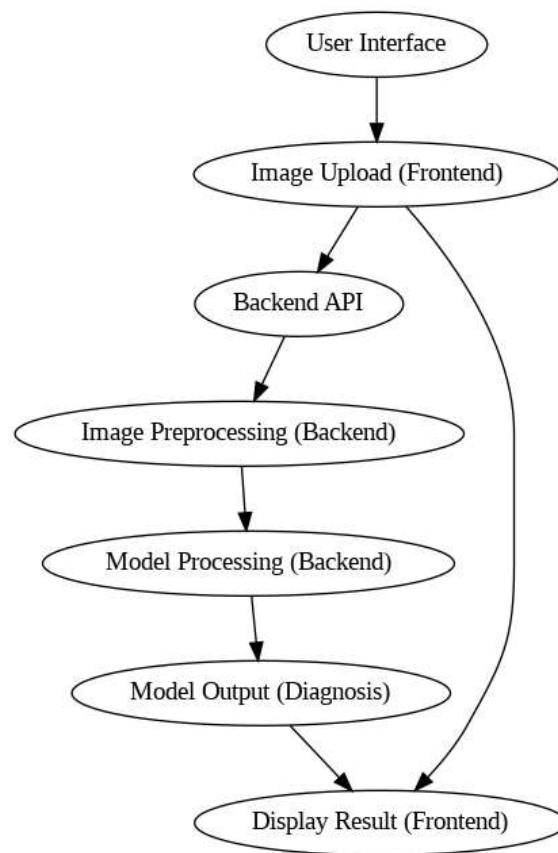 User Interface
Image Upload (Frontend)
Backend API
Image Preprocessing (Backend)
Model Processing (Backend)
Model Output (Diagnosis)
Display Result (Frontend)